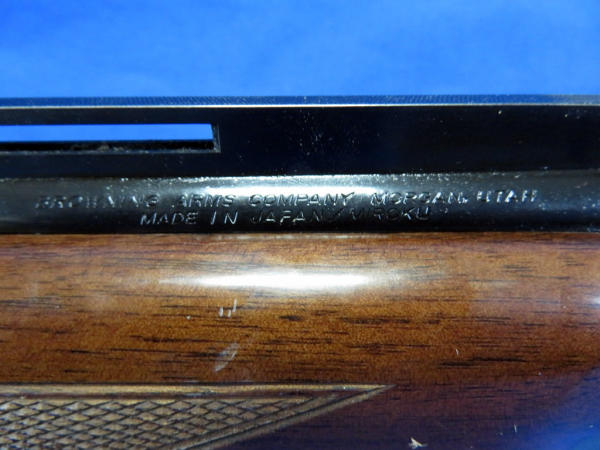 BROWNING ARMS COMPANY MORGAN, UTAH
MADE IN JAPAN/MIROKU